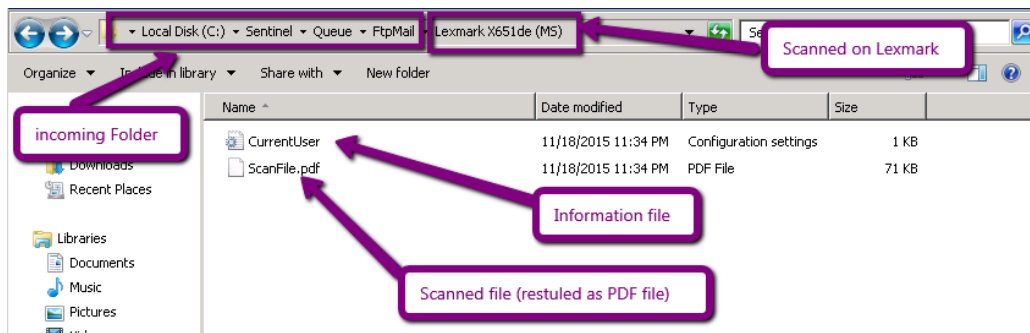 Local Disk (C:) Sentinel Queue FtpMail Lexmark X651de (MS)
Scanned on Lexmark
Organize Share with New folder
incoming Folder
Name Date modified Type Size
CurrentUser 11/18/2015 11:34 PM Configuration settings 1 KB
ScanFile.pdf 11/18/2015 11:34 PM PDF File 71 KB
Downloads
Recent Places
Information file
Libraries
Documents
Music
Pictures
Scanned file (restuled as PDF file)